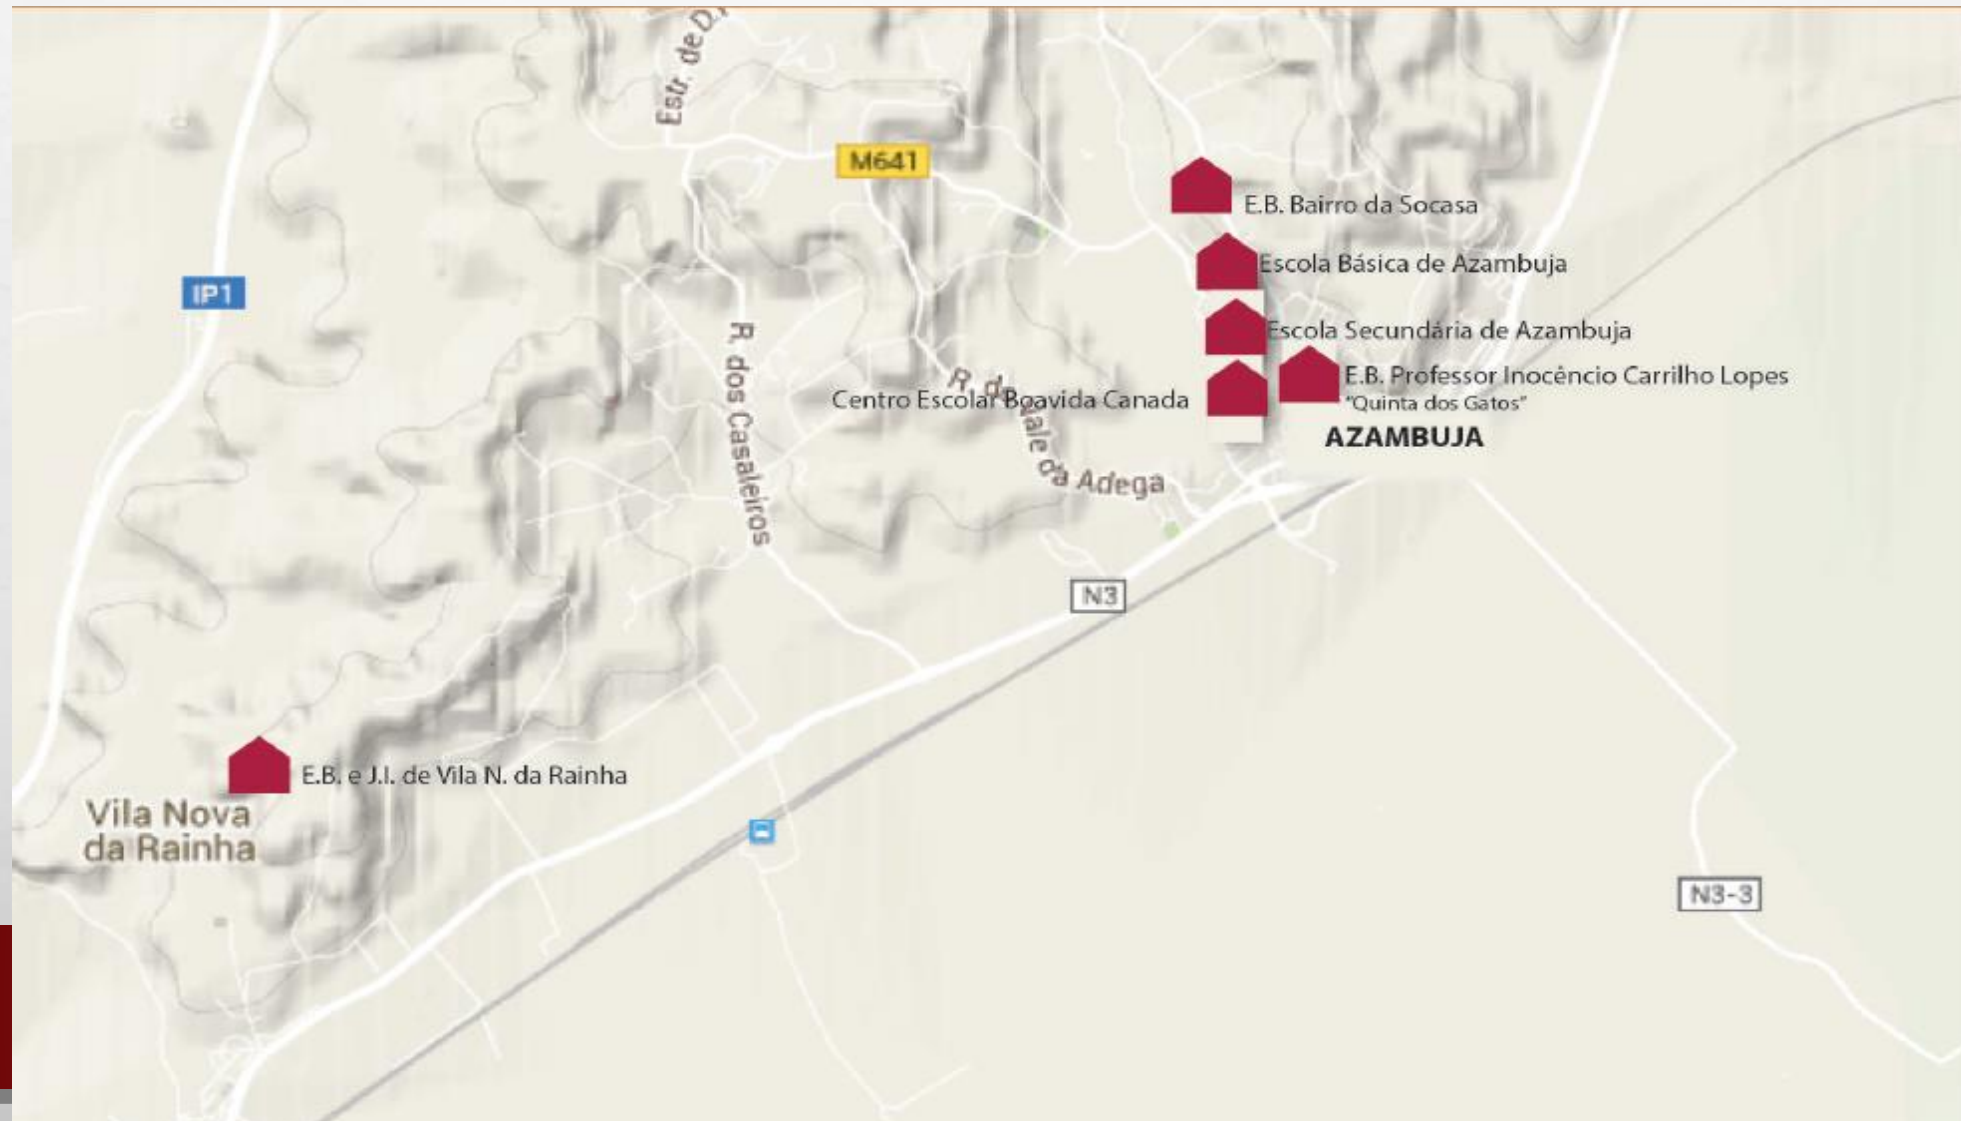 Estr. de D.
M641
E.B. Bairro da Socasa
Escola Básica de Azambuja
IP1
Escola Secundária de Azambuja
R. dos Casaleiros
E.B. Professor Inocêncio Carrilho Lopes
"Quinta dos Gatos"
Centro Escolar Boavida Canada
R. do Vale da Adega
AZAMBUJA
N3
E.B. e J.I. de Vila N. da Rainha
Vila Nova
da Rainha
N3-3